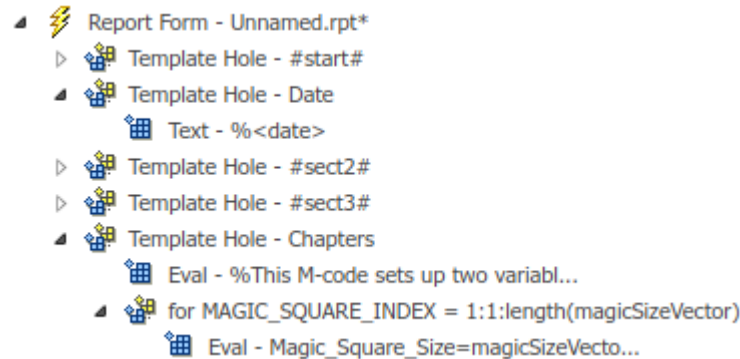 Report Form - Unnamed.rpt*
Template Hole - #start#
Template Hole - Date
Text - %<date>
Template Hole - #sect2#
Template Hole - #sect3#
Template Hole - Chapters
Eval - %This M-code sets up two variabl...
for MAGIC_SQUARE_INDEX = 1:1:length(magicSizeVector)
Eval - Magic_Square_Size=magicSizeVecto...